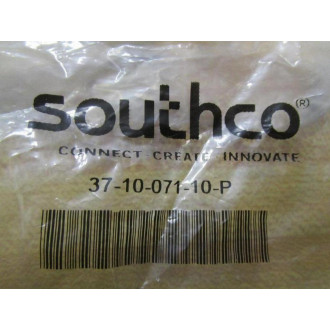 southco (R)
CONNECT CREATE INNOVATE
37-10-071-10-P